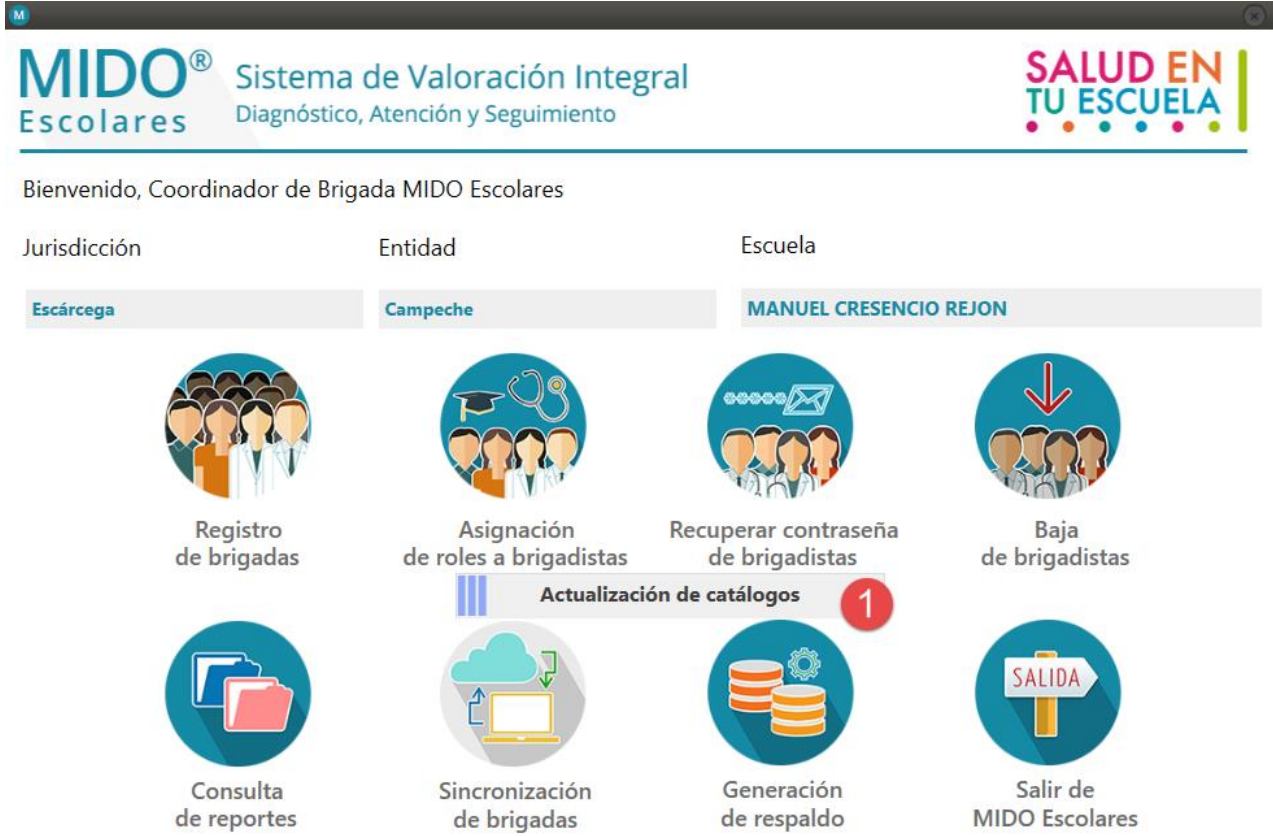 M
MIDO®
Escolares
Sistema de Valoración Integral
Diagnóstico, Atención y Seguimiento
SALUD EN
TU ESCUELA
Bienvenido, Coordinador de Brigada MIDO Escolares
Jurisdicción
Entidad
Escuela
Escárcega
Campeche
MANUEL CRESENCIO REJON
Registro
de brigadas
Asignación
de roles a brigadistas
Recuperar contraseña
de brigadistas
Baja
de brigadistas
Actualización de catálogos
1
SALIDA
Consulta
de reportes
Sincronización
de brigadas
Generación
de respaldo
Salir de
MIDO Escolares